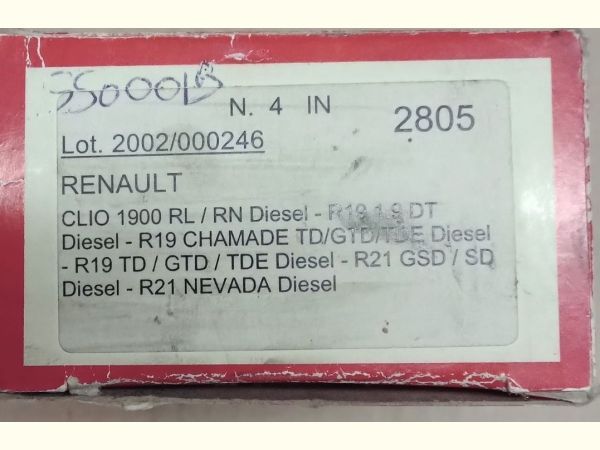 35000LB
N. 4 IN
2805
Lot. 2002/000246
RENAULT
CLIO 1900 RL / RN Diesel - R19 1.9 DT
Diesel - R19 CHAMADE TD/GTD/TDE Diesel
- R19 TD / GTD / TDE Diesel - R21 GSD / SD
Diesel - R21 NEVADA Diesel